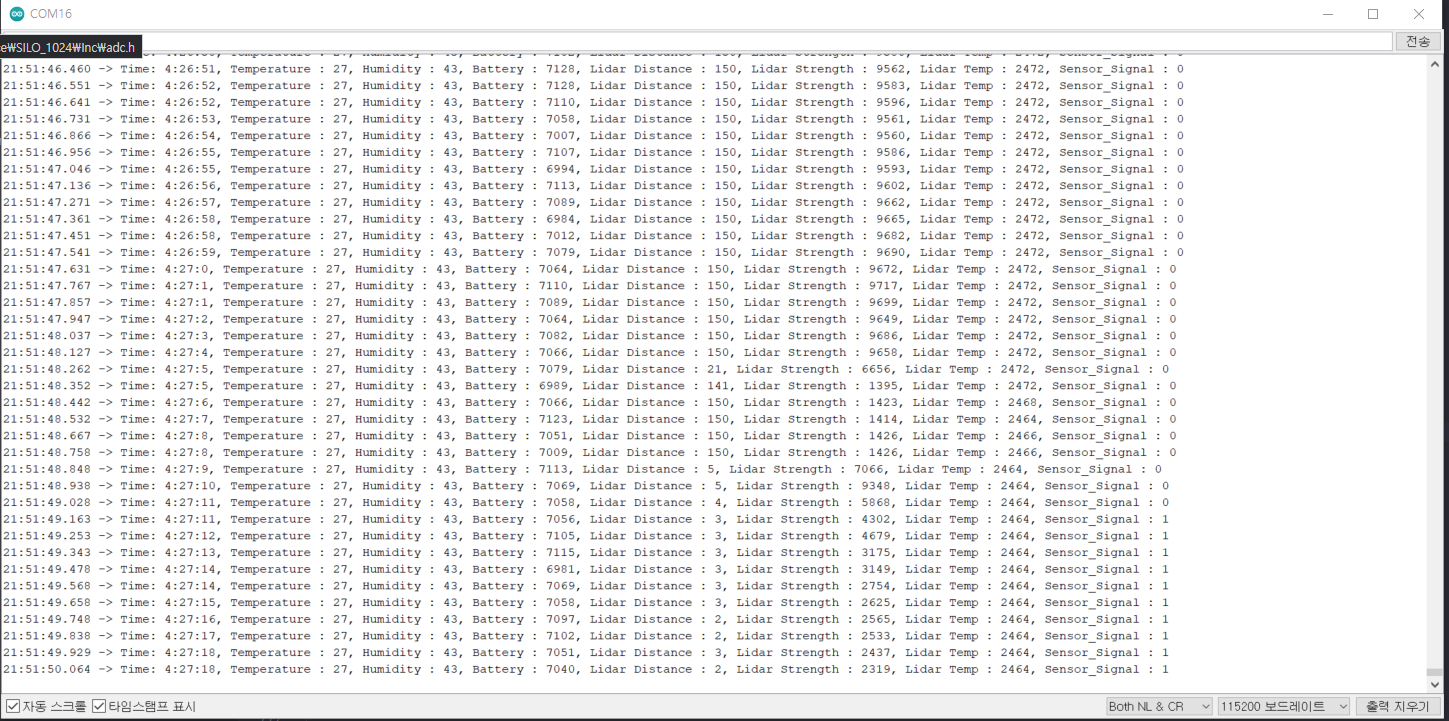 COM16
e\SILO_1024\Inc\adc.h
전송
21:51:46.460 -> Time: 4:26:51, Temperature : 27, Humidity : 43, Battery : 7128, Lidar Distance : 150, Lidar Strength : 9562, Lidar Temp : 2472, Sensor_Signal : 0
21:51:46.551 -> Time: 4:26:52, Temperature : 27, Humidity : 43, Battery : 7128, Lidar Distance : 150, Lidar Strength : 9583, Lidar Temp : 2472, Sensor_Signal : 0
21:51:46.641 -> Time: 4:26:52, Temperature : 27, Humidity : 43, Battery : 7110, Lidar Distance : 150, Lidar Strength : 9596, Lidar Temp : 2472, Sensor_Signal : 0
21:51:46.731 -> Time: 4:26:53, Temperature : 27, Humidity : 43, Battery : 7058, Lidar Distance : 150, Lidar Strength : 9561, Lidar Temp : 2472, Sensor_Signal : 0
21:51:46.866 -> Time: 4:26:54, Temperature : 27, Humidity : 43, Battery : 7007, Lidar Distance : 150, Lidar Strength : 9560, Lidar Temp : 2472, Sensor_Signal : 0
21:51:46.956 -> Time: 4:26:55, Temperature : 27, Humidity : 43, Battery : 7107, Lidar Distance : 150, Lidar Strength : 9586, Lidar Temp : 2472, Sensor_Signal : 0
21:51:47.046 -> Time: 4:26:55, Temperature : 27, Humidity : 43, Battery : 6994, Lidar Distance : 150, Lidar Strength : 9593, Lidar Temp : 2472, Sensor_Signal : 0
21:51:47.136 -> Time: 4:26:56, Temperature : 27, Humidity : 43, Battery : 7113, Lidar Distance : 150, Lidar Strength : 9602, Lidar Temp : 2472, Sensor_Signal : 0
21:51:47.271 -> Time: 4:26:57, Temperature : 27, Humidity : 43, Battery : 7089, Lidar Distance : 150, Lidar Strength : 9662, Lidar Temp : 2472, Sensor_Signal : 0
21:51:47.361 -> Time: 4:26:58, Temperature : 27, Humidity : 43, Battery : 6984, Lidar Distance : 150, Lidar Strength : 9665, Lidar Temp : 2472, Sensor_Signal : 0
21:51:47.451 -> Time: 4:26:58, Temperature : 27, Humidity : 43, Battery : 7012, Lidar Distance : 150, Lidar Strength : 9682, Lidar Temp : 2472, Sensor_Signal : 0
21:51:47.541 -> Time: 4:26:59, Temperature : 27, Humidity : 43, Battery : 7079, Lidar Distance : 150, Lidar Strength : 9690, Lidar Temp : 2472, Sensor_Signal : 0
21:51:47.631 -> Time: 4:27:0, Temperature : 27, Humidity : 43, Battery : 7064, Lidar Distance : 150, Lidar Strength : 9672, Lidar Temp : 2472, Sensor_Signal : 0
21:51:47.767 -> Time: 4:27:1, Temperature : 27, Humidity : 43, Battery : 7110, Lidar Distance : 150, Lidar Strength : 9717, Lidar Temp : 2472, Sensor_Signal : 0
21:51:47.857 -> Time: 4:27:1, Temperature : 27, Humidity : 43, Battery : 7089, Lidar Distance : 150, Lidar Strength : 9699, Lidar Temp : 2472, Sensor_Signal : 0
21:51:47.947 -> Time: 4:27:2, Temperature : 27, Humidity : 43, Battery : 7064, Lidar Distance : 150, Lidar Strength : 9649, Lidar Temp : 2472, Sensor_Signal : 0
21:51:48.037 -> Time: 4:27:3, Temperature : 27, Humidity : 43, Battery : 7082, Lidar Distance : 150, Lidar Strength : 9686, Lidar Temp : 2472, Sensor_Signal : 0
21:51:48.127 -> Time: 4:27:4, Temperature : 27, Humidity : 43, Battery : 7066, Lidar Distance : 150, Lidar Strength : 9658, Lidar Temp : 2472, Sensor_Signal : 0
21:51:48.262 -> Time: 4:27:5, Temperature : 27, Humidity : 43, Battery : 7079, Lidar Distance : 21, Lidar Strength : 6656, Lidar Temp : 2472, Sensor_Signal : 0
21:51:48.352 -> Time: 4:27:5, Temperature : 27, Humidity : 43, Battery : 6989, Lidar Distance : 141, Lidar Strength : 1395, Lidar Temp : 2472, Sensor_Signal : 0
21:51:48.442 -> Time: 4:27:6, Temperature : 27, Humidity : 43, Battery : 7066, Lidar Distance : 150, Lidar Strength : 1423, Lidar Temp : 2468, Sensor_Signal : 0
21:51:48.532 -> Time: 4:27:7, Temperature : 27, Humidity : 43, Battery : 7123, Lidar Distance : 150, Lidar Strength : 1414, Lidar Temp : 2464, Sensor_Signal : 0
21:51:48.667 -> Time: 4:27:8, Temperature : 27, Humidity : 43, Battery : 7051, Lidar Distance : 150, Lidar Strength : 1426, Lidar Temp : 2466, Sensor_Signal : 0
21:51:48.758 -> Time: 4:27:8, Temperature : 27, Humidity : 43, Battery : 7009, Lidar Distance : 150, Lidar Strength : 1426, Lidar Temp : 2466, Sensor_Signal : 0
21:51:48.848 -> Time: 4:27:9, Temperature : 27, Humidity : 43, Battery : 7113, Lidar Distance : 5, Lidar Strength : 7066, Lidar Temp : 2464, Sensor_Signal : 0
21:51:48.938 -> Time: 4:27:10, Temperature : 27, Humidity : 43, Battery : 7069, Lidar Distance : 5, Lidar Strength : 9348, Lidar Temp : 2464, Sensor_Signal : 0
21:51:49.028 -> Time: 4:27:11, Temperature : 27, Humidity : 43, Battery : 7058, Lidar Distance : 4, Lidar Strength : 5868, Lidar Temp : 2464, Sensor_Signal : 0
21:51:49.163 -> Time: 4:27:11, Temperature : 27, Humidity : 43, Battery : 7056, Lidar Distance : 3, Lidar Strength : 4302, Lidar Temp : 2464, Sensor_Signal : 1
21:51:49.253 -> Time: 4:27:12, Temperature : 27, Humidity : 43, Battery : 7105, Lidar Distance : 3, Lidar Strength : 4679, Lidar Temp : 2464, Sensor_Signal : 1
21:51:49.343 -> Time: 4:27:13, Temperature : 27, Humidity : 43, Battery : 7115, Lidar Distance : 3, Lidar Strength : 3175, Lidar Temp : 2464, Sensor_Signal : 1
21:51:49.478 -> Time: 4:27:14, Temperature : 27, Humidity : 43, Battery : 6981, Lidar Distance : 3, Lidar Strength : 3149, Lidar Temp : 2464, Sensor_Signal : 1
21:51:49.568 -> Time: 4:27:14, Temperature : 27, Humidity : 43, Battery : 7069, Lidar Distance : 3, Lidar Strength : 2754, Lidar Temp : 2464, Sensor_Signal : 1
21:51:49.658 -> Time: 4:27:15, Temperature : 27, Humidity : 43, Battery : 7058, Lidar Distance : 3, Lidar Strength : 2625, Lidar Temp : 2464, Sensor_Signal : 1
21:51:49.748 -> Time: 4:27:16, Temperature : 27, Humidity : 43, Battery : 7097, Lidar Distance : 2, Lidar Strength : 2565, Lidar Temp : 2464, Sensor_Signal : 1
21:51:49.838 -> Time: 4:27:17, Temperature : 27, Humidity : 43, Battery : 7102, Lidar Distance : 2, Lidar Strength : 2533, Lidar Temp : 2464, Sensor_Signal : 1
21:51:49.929 -> Time: 4:27:18, Temperature : 27, Humidity : 43, Battery : 7051, Lidar Distance : 3, Lidar Strength : 2437, Lidar Temp : 2464, Sensor_Signal : 1
21:51:50.064 -> Time: 4:27:18, Temperature : 27, Humidity : 43, Battery : 7040, Lidar Distance : 2, Lidar Strength : 2319, Lidar Temp : 2464, Sensor_Signal : 1
자동 스크롤 타임스탬프 표시 Both NL & CR 115200 보드레이트 출력 지우기